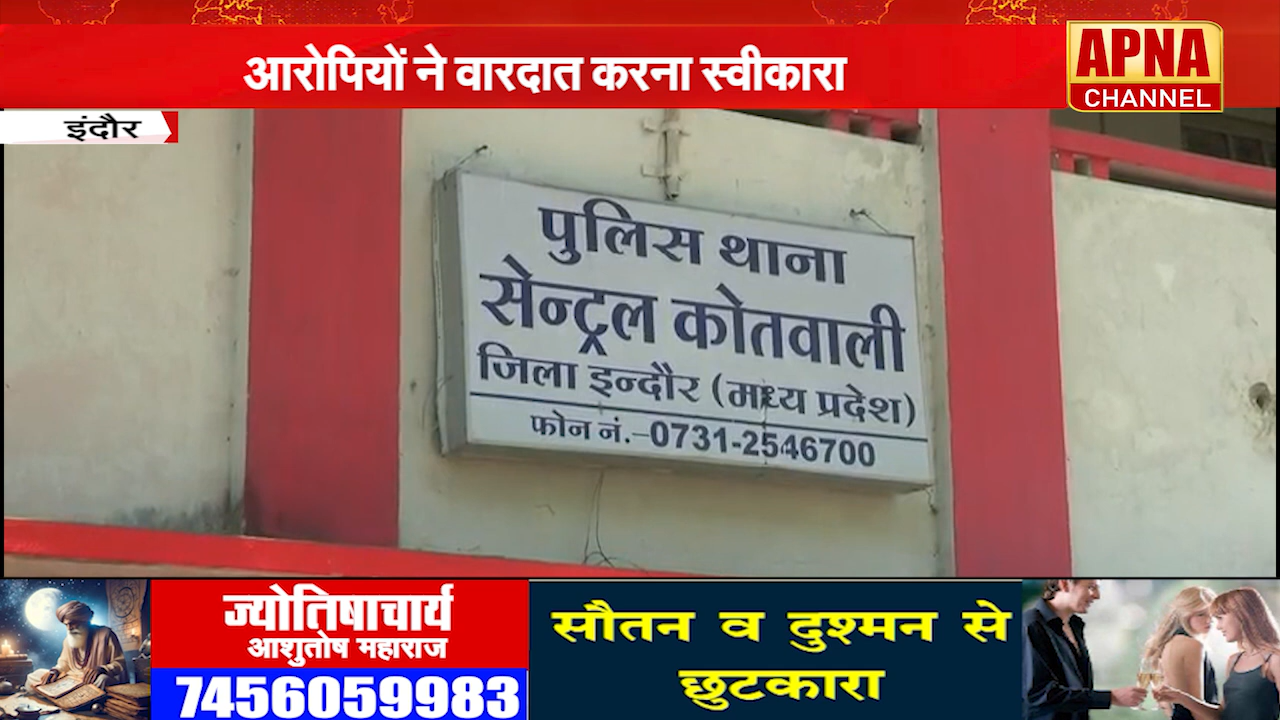 आरोपियों ने वारदात करना स्वीकारा
APNA
CHANNEL
इंदौर
पुलिस थाना
सेन्ट्रल कोतवाली
जिला इन्दौर (मध्य प्रदेश)
फोन नं.-0731-2546700
ज्योतिषाचार्य
आशुतोष महाराज
7456059983
सौतन व दुश्मन से
छुटकारा